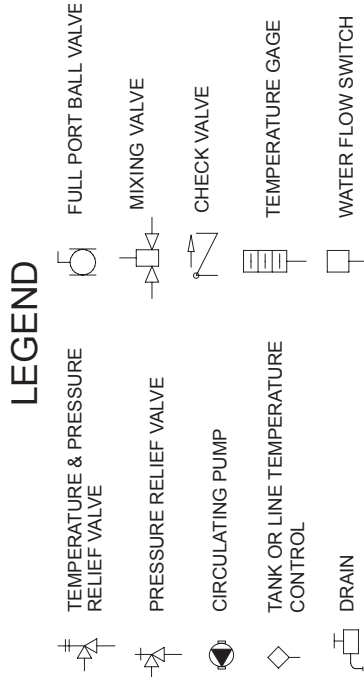 LEGEND
TEMPERATURE & PRESSURE
RELIEF VALVE
PRESSURE RELIEF VALVE
CIRCULATING PUMP
TANK OR LINE TEMPERATURE
CONTROL
DRAIN
FULL PORT BALL VALVE
MIXING VALVE
CHECK VALVE
TEMPERATURE GAGE
WATER FLOW SWITCH